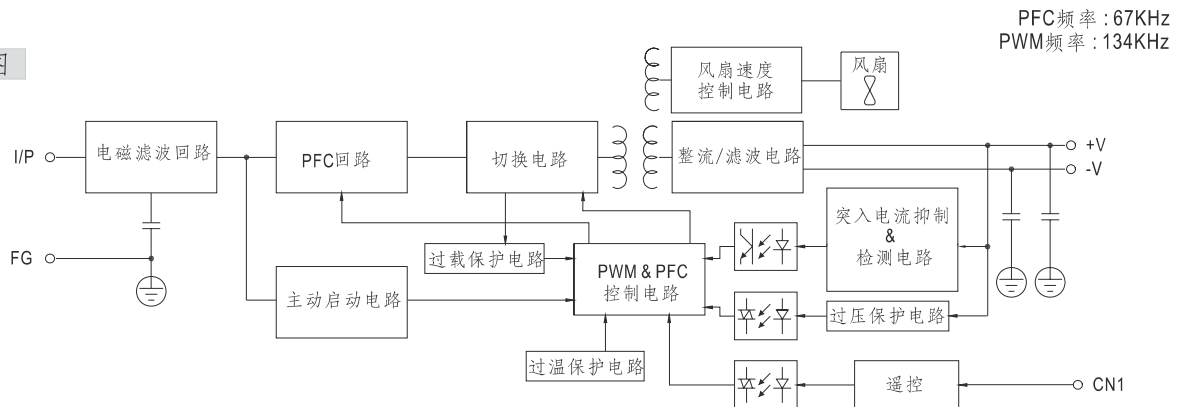 PFC频率 : 67KHz
PWM频率 : 134KHz
图
风扇速度
控制电路
风扇
I/P
电磁滤波回路
PFC回路
切换电路
整流/滤波电路
+V
-V
突入电流抑制
&
检测电路
FG
过载保护电路
PWM & PFC
控制电路
主动启动电路
过压保护电路
过温保护电路
遥控
CN1